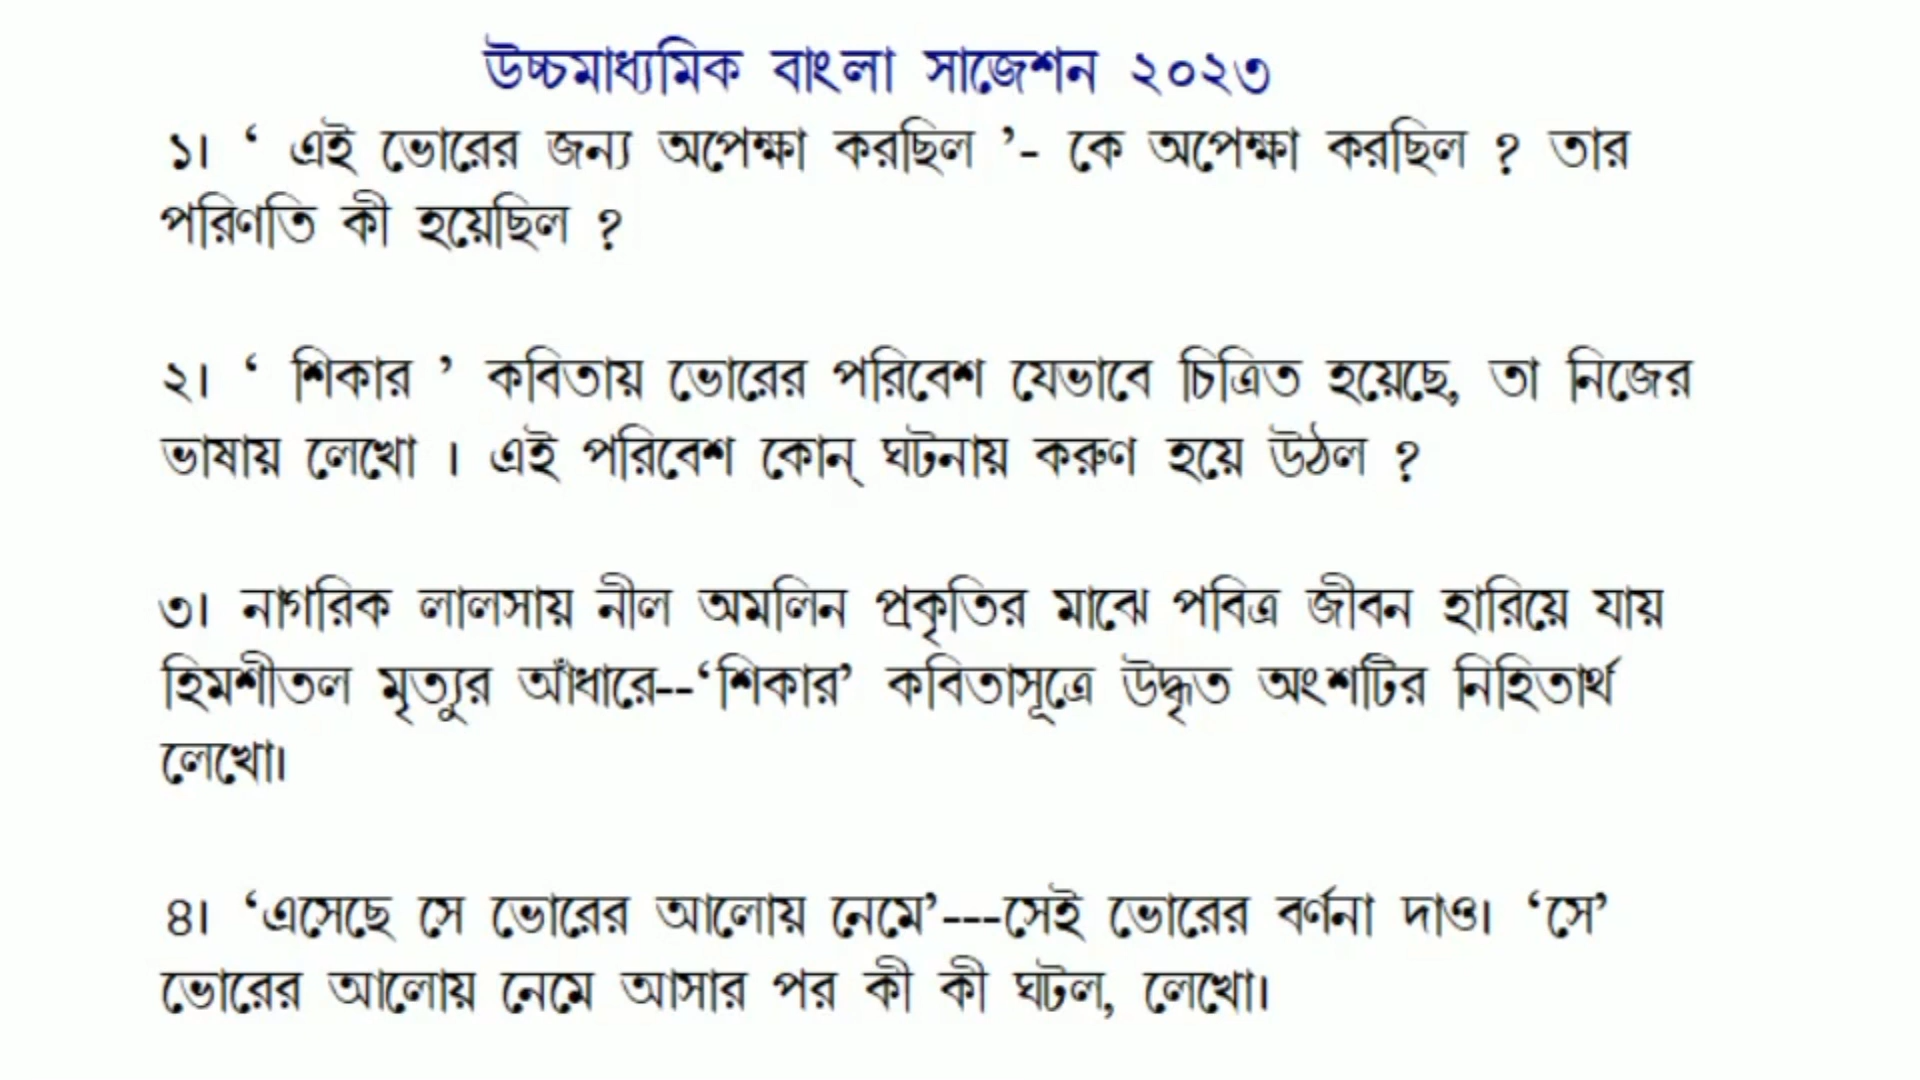 উচ্চমাধ্যমিক বাংলা সাজেশন ২০২৩
১। ‘ এই ভোরের জন্য অপেক্ষা করছিল ’- কে অপেক্ষা করছিল ? তার
পরিণতি কী হয়েছিল ?
২। ‘ শিকার ’ কবিতায় ভোরের পরিবেশ যেভাবে চিত্রিত হয়েছে, তা নিজের
ভাষায় লেখো । এই পরিবেশ কোন্ ঘটনায় করুণ হয়ে উঠল ?
৩। নাগরিক লালসায় নীল অমলিন প্রকৃতির মাঝে পবিত্র জীবন হারিয়ে যায়
হিমশীতল মৃত্যুর আঁধারে--‘শিকার’ কবিতাসূত্রে উদ্ধৃত অংশটির নিহিতার্থ
লেখো।
৪। ‘এসেছে সে ভোরের আলোয় নেমে’---সেই ভোরের বর্ণনা দাও। ‘সে’
ভোরের আলোয় নেমে আসার পর কী কী ঘটল, লেখো।